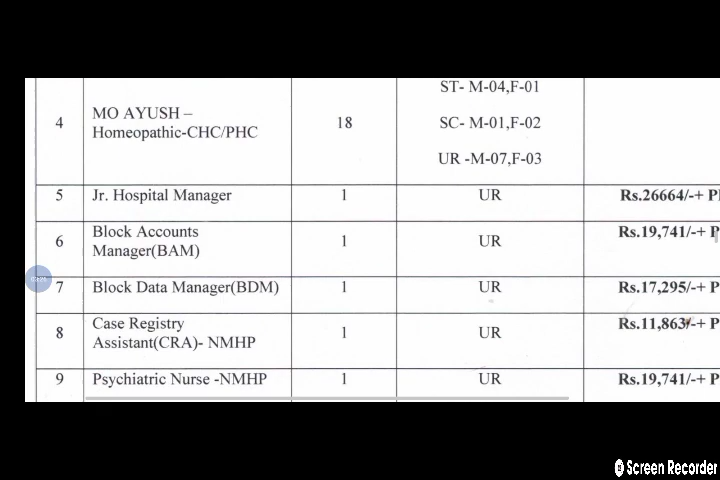 ST- M-04,F-01
4 MO AYUSH – 18 SC- M-01,F-02
Homeopathic-CHC/PHC
UR -M-07,F-03
5 Jr. Hospital Manager 1 UR Rs.26664/-+ P
6 Block Accounts 1 UR Rs.19,741/-+ P
Manager(BAM)
7 Block Data Manager(BDM) 1 UR Rs.17,295/-+ P
8 Case Registry 1 UR Rs.11,863/-+ P
Assistant(CRA)- NMHP
9 Psychiatric Nurse -NMHP 1 UR Rs.19,741/-+ P
Screen Recorder